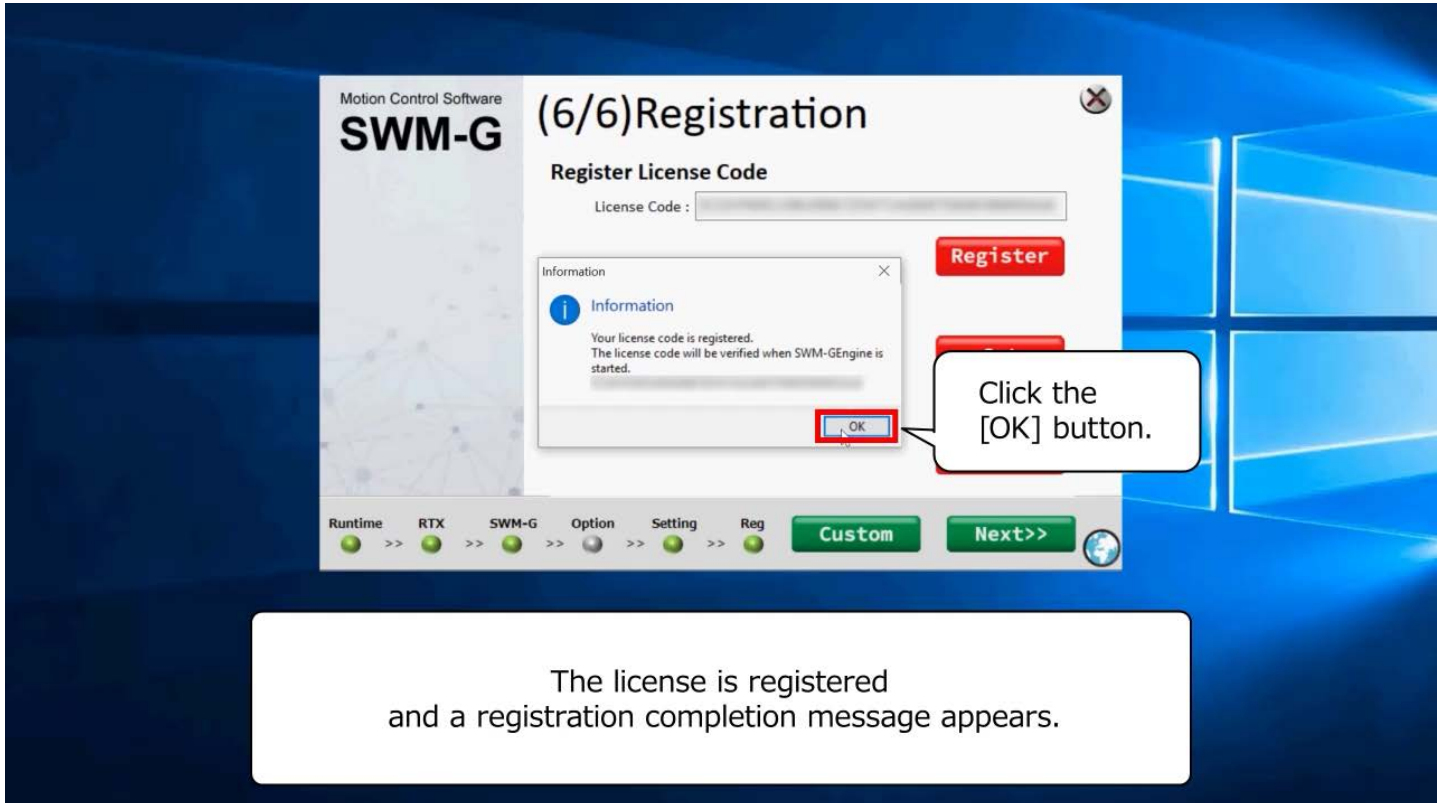 Motion Control Software
SWM-G
(6/6)Registration
Register License Code
License Code :
Register
Information
Information
Your license code is registered.
The license code will be verified when SWM-GEngine is
started.
OK
Click the
[OK] button.
Runtime >> RTX >> SWM-G >> Option >> Setting >> Reg
Custom
Next>>
The license is registered
and a registration completion message appears.